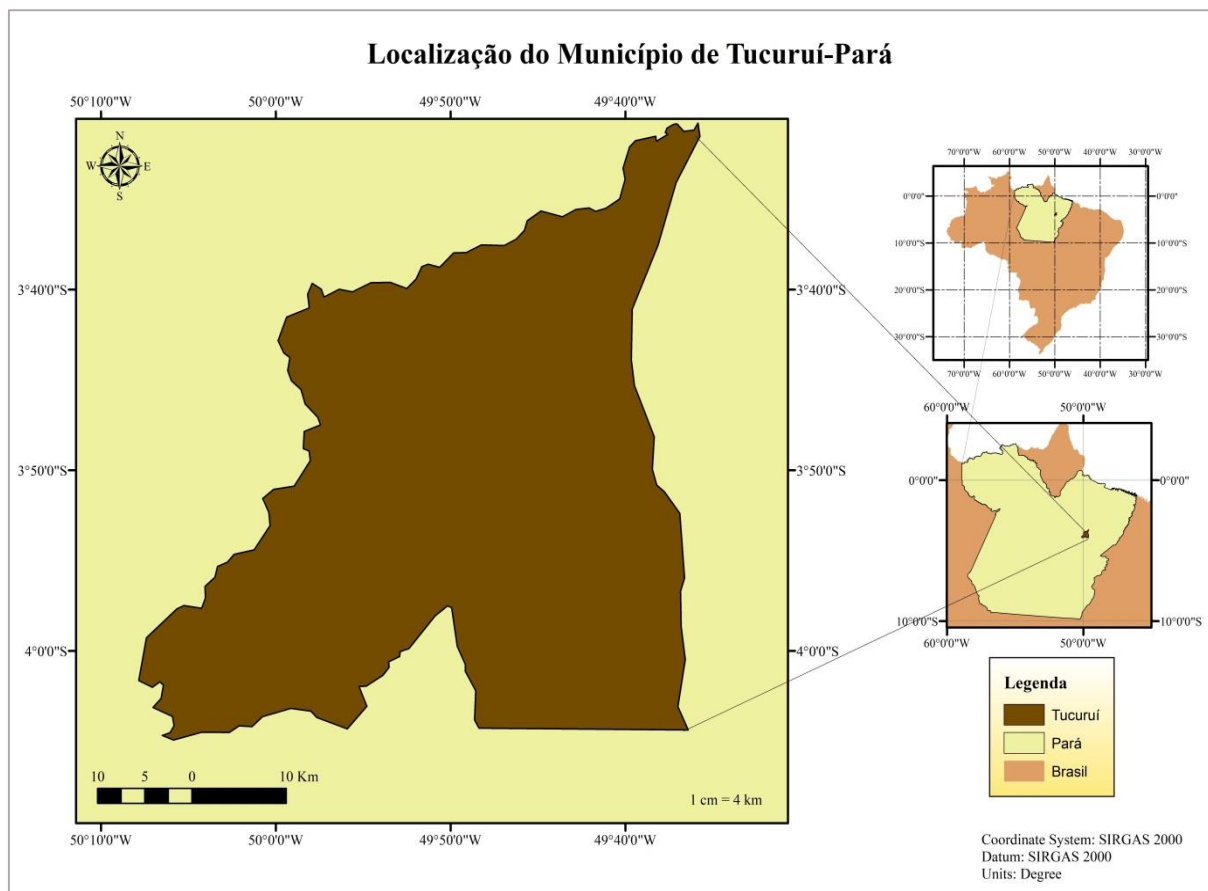 Localização do Município de Tucuruí-Pará
50°10'0"W 50°0'0"W 49°50'0"W 49°40'0"W
N
W E
S
3°40'0"S 3°40'0"S
3°50'0"S 3°50'0"S
4°0'0"S 4°0'0"S
10 5 0 10 Km
1 cm = 4 km
50°10'0"W 50°0'0"W 49°50'0"W 49°40'0"W
70°0'0"W 60°0'0"W 50°0'0"W 40°0'0"W 30°0'0"W
0°0'0" 0°0'0"
10°0'0"S 10°0'0"S
20°0'0"S 20°0'0"S
30°0'0"S 30°0'0"S
70°0'0"W 60°0'0"W 50°0'0"W 40°0'0"W 30°0'0"W
60°0'0"W 50°0'0"W
0°0'0" 0°0'0"
10°0'0"S 10°0'0"S
60°0'0"W 50°0'0"W
Legenda
Tucuruí
Pará
Brasil
Coordinate System: SIRGAS 2000
Datum: SIRGAS 2000
Units: Degree